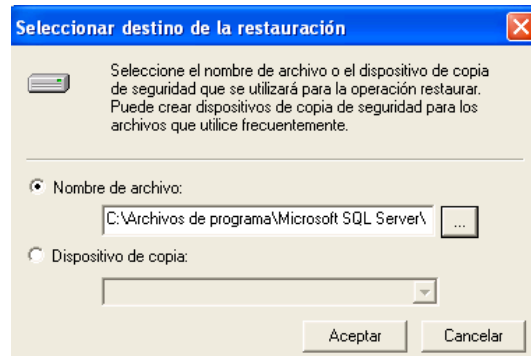 Seleccionar destino de la restauración
Seleccione el nombre de archivo o el dispositivo de copia
de seguridad que se utilizará para la operación restaurar.
Puede crear dispositivos de copia de seguridad para los
archivos que utilice frecuentemente.
Nombre de archivo:
C:\Archivos de programa\Microsoft SQL Server\
...
Dispositivo de copia:
Aceptar
Cancelar